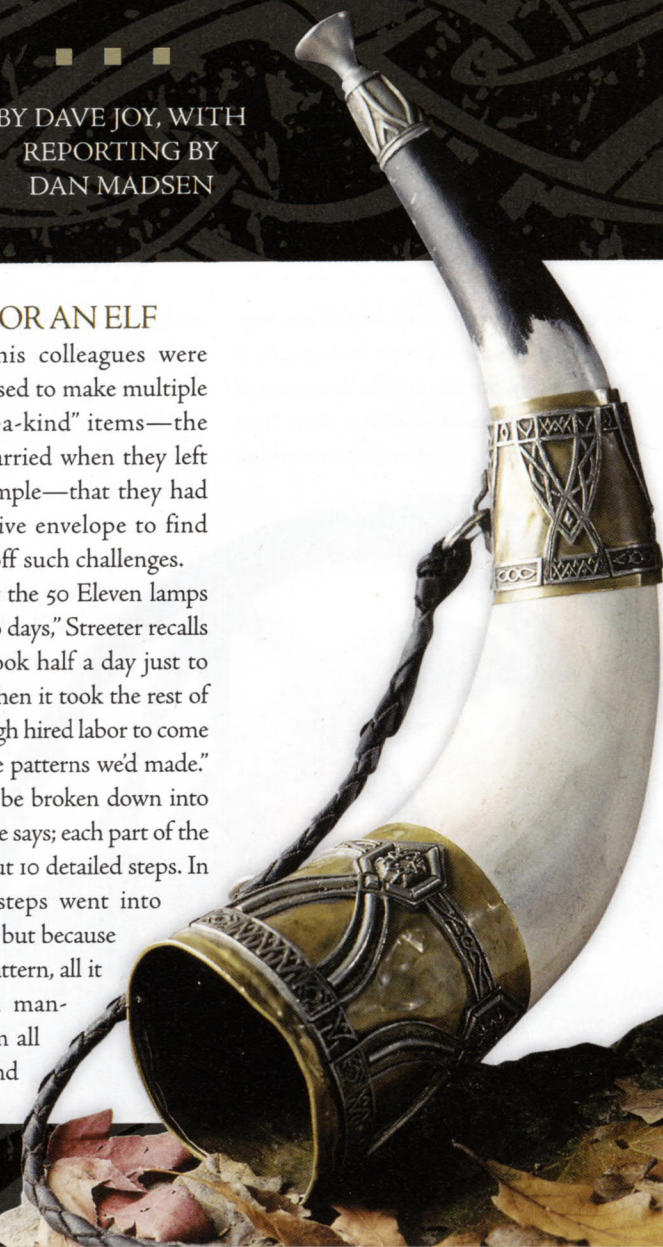 BY DAVE JOY, WITH
REPORTING BY
DAN MADSEN
OR AN ELF
his colleagues were
sed to make multiple
-a-kind” items—the
arried when they left
mple—that they had
ive envelope to find
off such challenges.
the 50 Eleven lamps
days,” Streeter recalls
ook half a day just to
hen it took the rest of
gh hired labor to come
e patterns we’d made.”
be broken down into
e says; each part of the
ut 10 detailed steps. In
steps went into
but because
attern, all it
man-
n all
nd